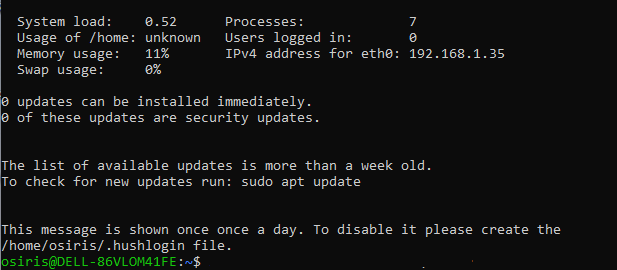 System load:    0.52      Processes:             7
Usage of /home: unknown   Users logged in:       0
Memory usage:   11%       IPv4 address for eth0: 192.168.1.35
Swap usage:     0%
0 updates can be installed immediately.
0 of these updates are security updates.
The list of available updates is more than a week old.
To check for new updates run: sudo apt update
This message is shown once once a day. To disable it please create the
/home/osiris/.hushlogin file.
osiris@DELL-86VLOM41FE:~$